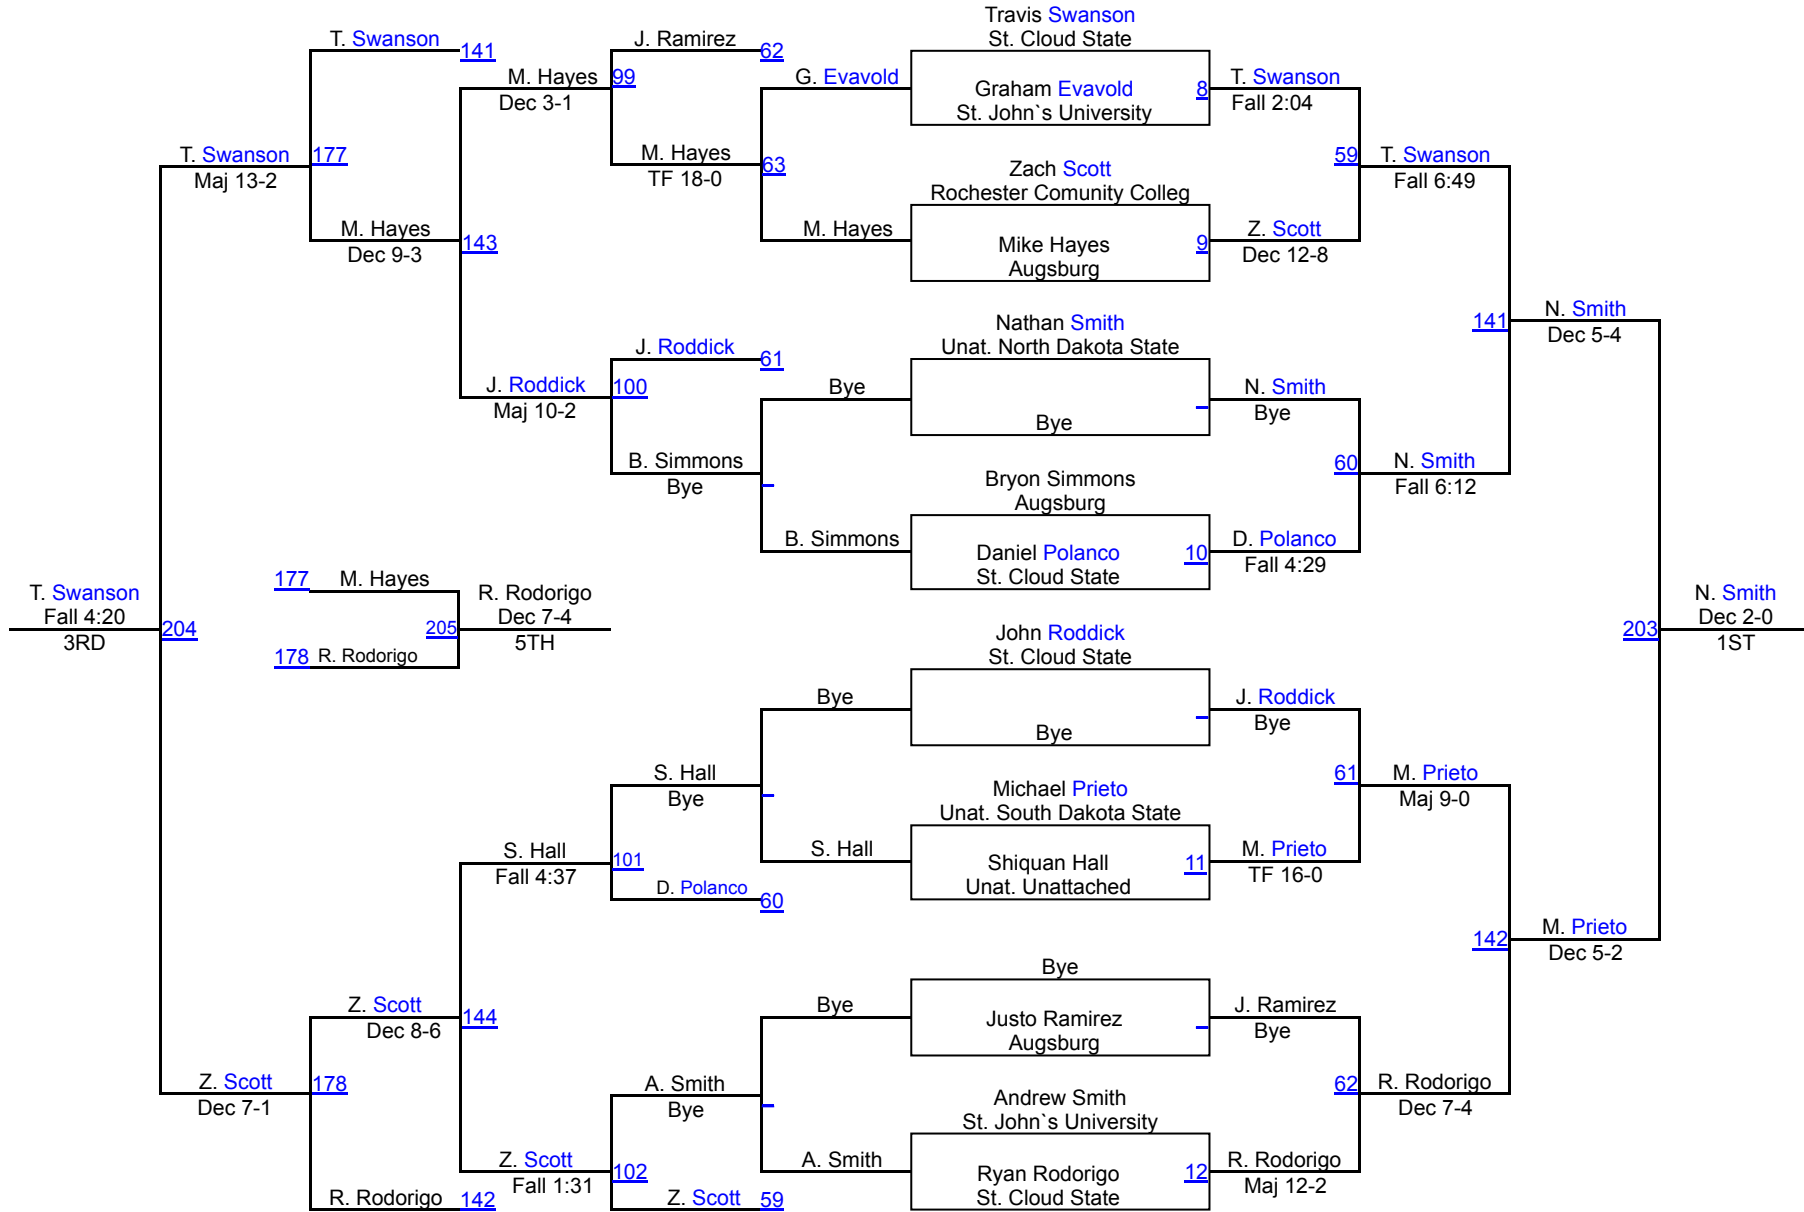 Travis Swanson
St. Cloud State
T. Swanson
141
J. Ramirez
62
M. Hayes
99
Dec 3-1
G. Evavold
Graham Evavold
St. John`s University
8
T. Swanson
Fall 2:04
T. Swanson
177
Maj 13-2
M. Hayes
TF 18-0
63
Zach Scott
Rochester Comunity Colleg
59
T. Swanson
Fall 6:49
M. Hayes
Dec 9-3
143
M. Hayes
Mike Hayes
Augsburg
9
Z. Scott
Dec 12-8
Nathan Smith
Unat. North Dakota State
141
N. Smith
Dec 5-4
J. Roddick
61
J. Roddick
100
Maj 10-2
Bye
Bye
N. Smith
Bye
B. Simmons
Bye
Bryon Simmons
Augsburg
60
N. Smith
Fall 6:12
B. Simmons
Daniel Polanco
St. Cloud State
10
D. Polanco
Fall 4:29
T. Swanson
Fall 4:20
3RD
204
177
M. Hayes
205
178
R. Rodorigo
R. Rodorigo
Dec 7-4
5TH
John Roddick
St. Cloud State
203
N. Smith
Dec 2-0
1ST
Bye
Bye
J. Roddick
Bye
S. Hall
Bye
Michael Prieto
Unat. South Dakota State
61
M. Prieto
Maj 9-0
S. Hall
Fall 4:37
101
S. Hall
Shiquan Hall
Unat. Unattached
11
M. Prieto
TF 16-0
D. Polanco
60
142
M. Prieto
Dec 5-2
Bye
Z. Scott
Dec 8-6
144
Bye
Justo Ramirez
Augsburg
J. Ramirez
Bye
Z. Scott
Dec 7-1
178
A. Smith
Bye
Andrew Smith
St. John`s University
62
R. Rodorigo
Dec 7-4
Z. Scott
Fall 1:31
102
A. Smith
Ryan Rodorigo
St. Cloud State
12
R. Rodorigo
Maj 12-2
R. Rodorigo
142
Z. Scott
59